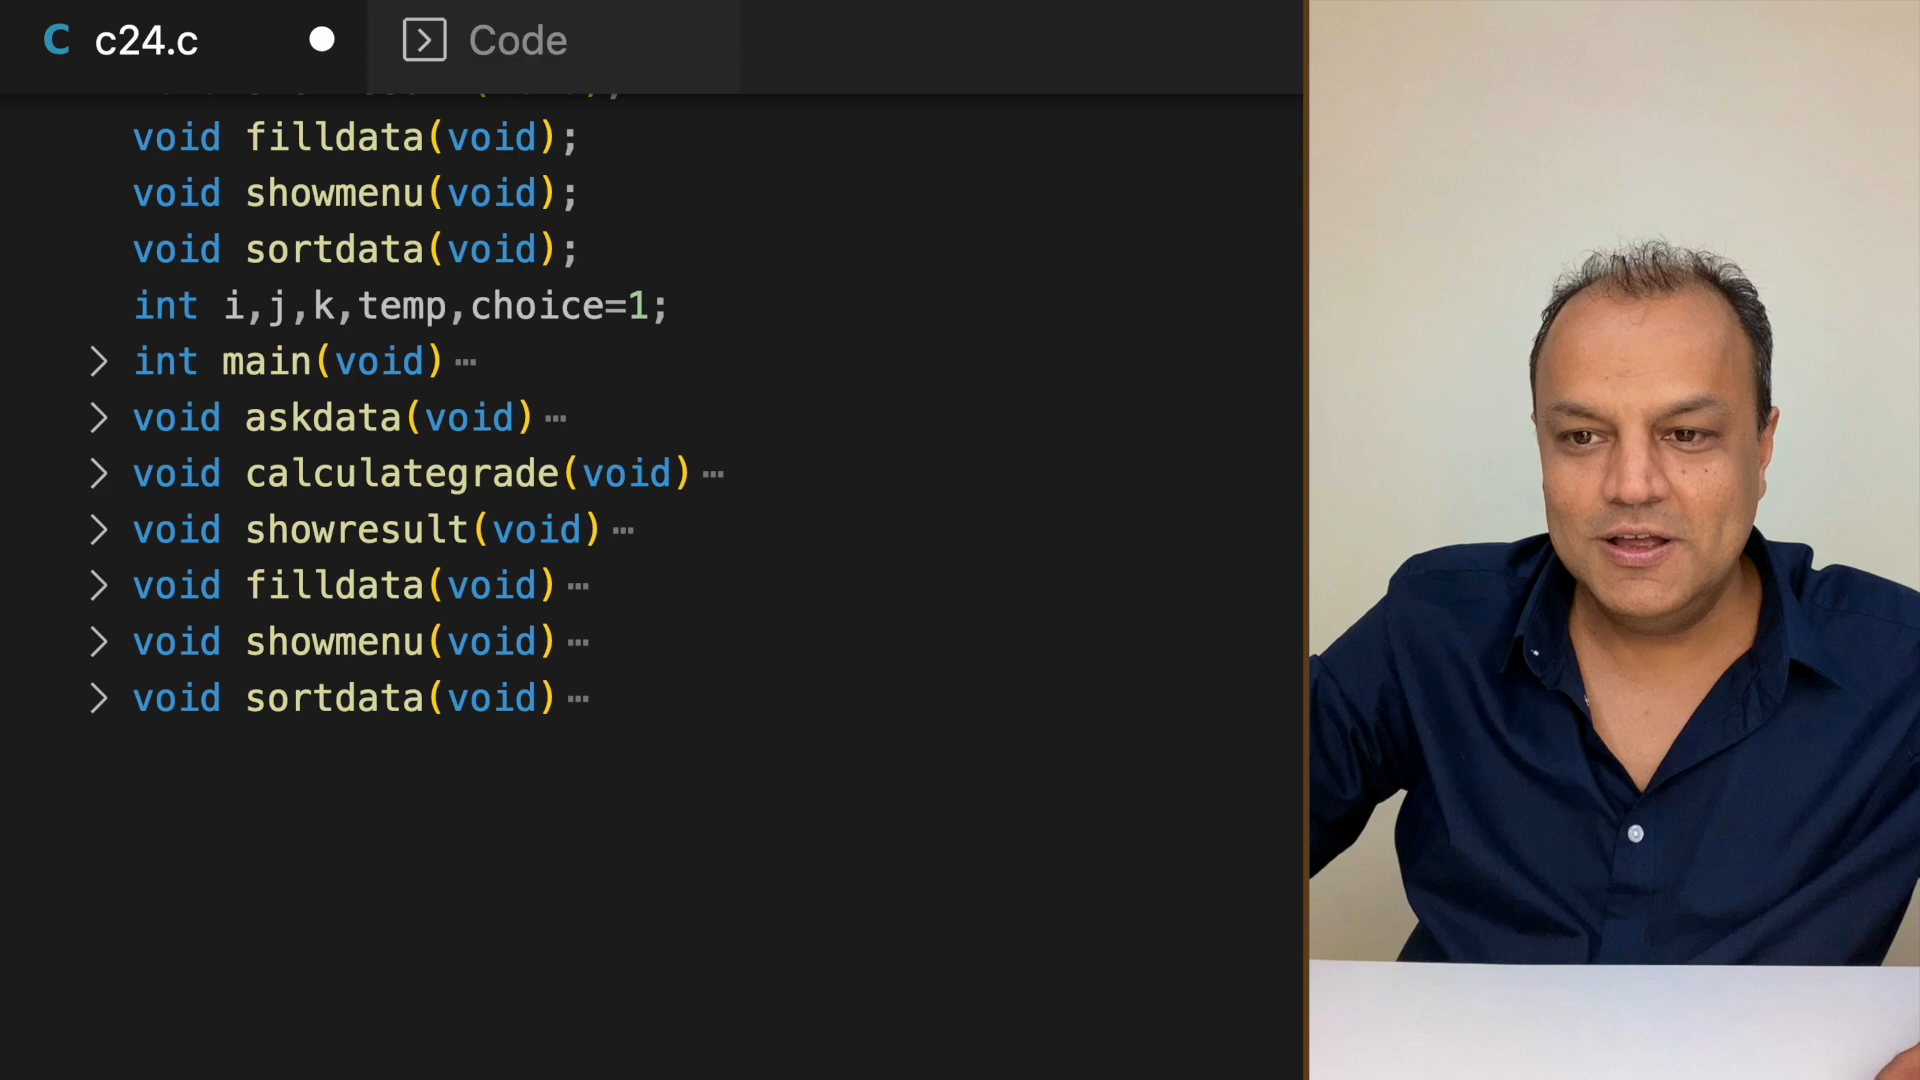 C c24.c Code
void filldata(void);
void showmenu(void);
void sortdata(void);
int i,j,k,temp,choice=1;
int main(void)
void askdata(void)
void calculategrade(void)
void showresult(void)
void filldata(void)
void showmenu(void)
void sortdata(void)